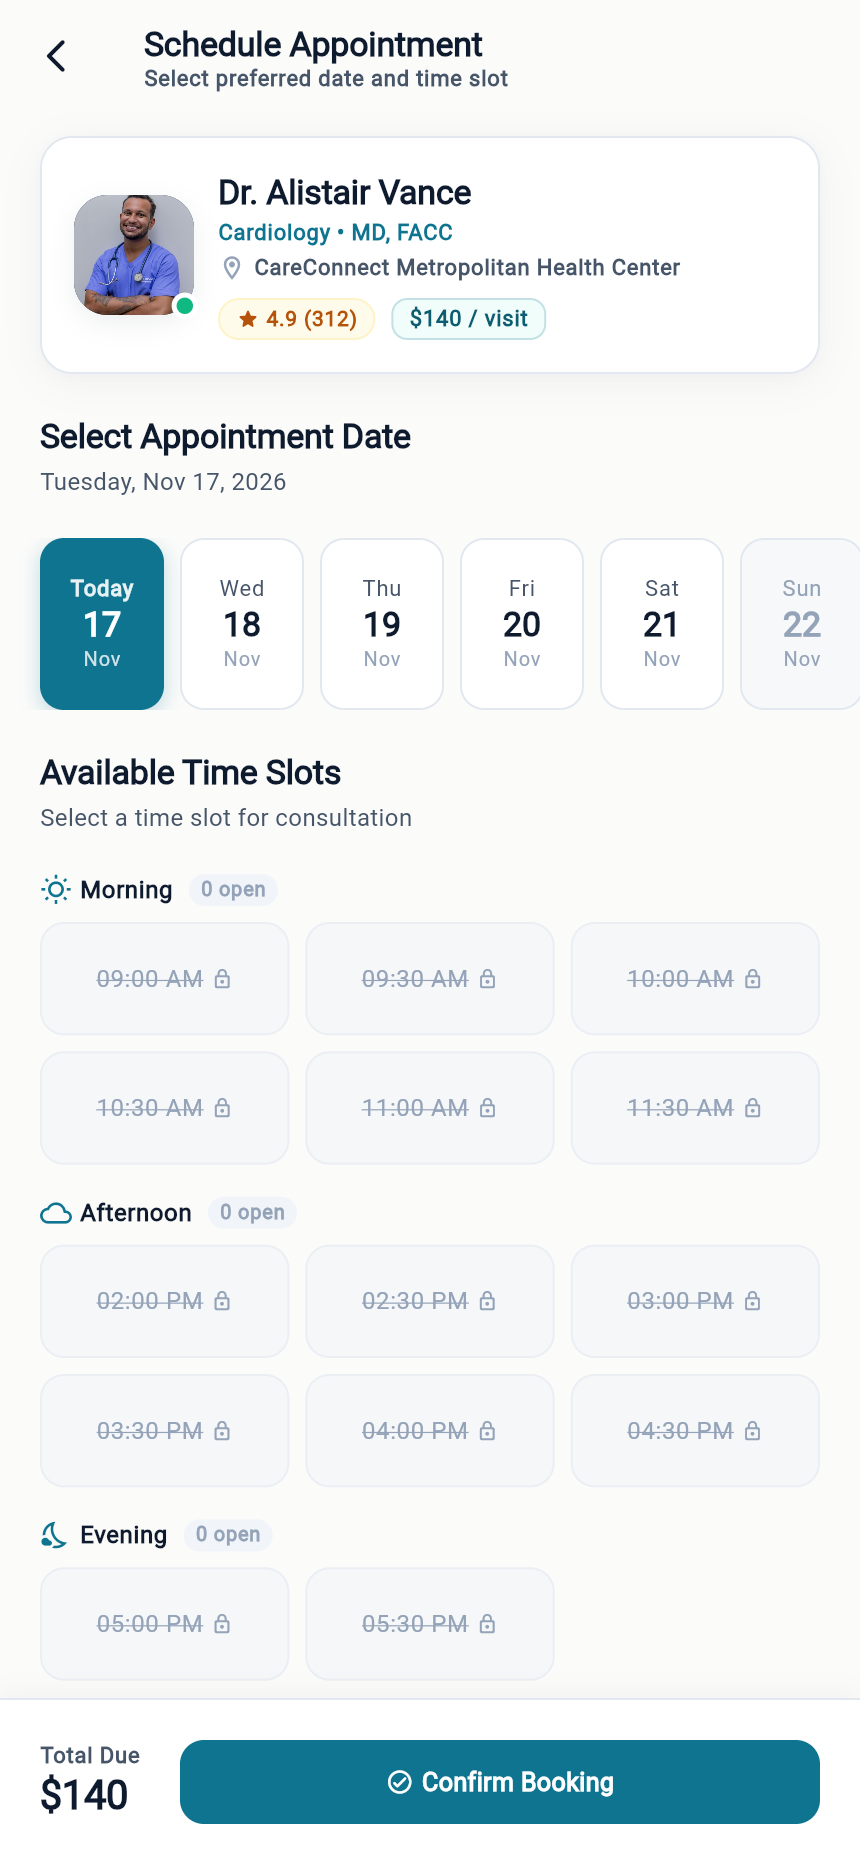 Schedule Appointment
Select preferred date and time slot
Dr. Alistair Vance
Cardiology • MD, FACC
CareConnect Metropolitan Health Center
4.9 (312)
$140 / visit
Select Appointment Date
Tuesday, Nov 17, 2026
Today 17 Nov
Wed 18 Nov
Thu 19 Nov
Fri 20 Nov
Sat 21 Nov
Sun 22 Nov
Available Time Slots
Select a time slot for consultation
Morning 0 open
09:00 AM 09:30 AM 10:00 AM
10:30 AM 11:00 AM 11:30 AM
Afternoon 0 open
02:00 PM 02:30 PM 03:00 PM
03:30 PM 04:00 PM 04:30 PM
Evening 0 open
05:00 PM 05:30 PM
Total Due
$140
Confirm Booking